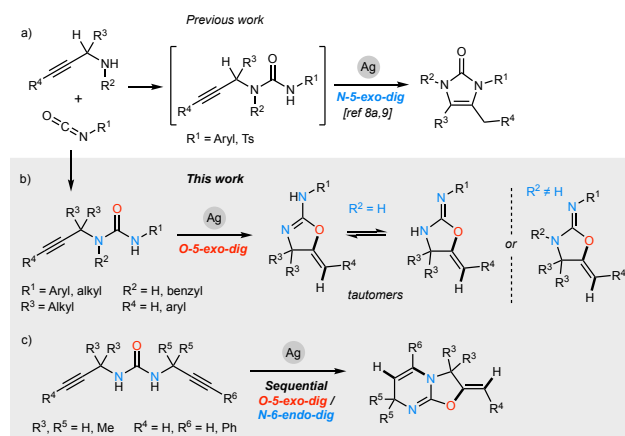 Previous work
a)
H R³
R⁴ NH
R²
+
O C N R¹
R³ H O
R⁴ N N R¹
R² H
R¹ = Aryl, Ts
Ag
N-5-exo-dig
[ref 8a,9]
O
R² N N R¹
R³ R⁴
b) This work
R³ R³ O
R⁴ N N R¹
R² H
Ag
O-5-exo-dig
HN R¹
N O
R³ R³ R⁴
H
R² = H
N R¹
HN O
R³ R³ R⁴
H
tautomers
or
R² ≠ H
N R¹
R² N O
R³ R³ R⁴
H
R¹ = Aryl, alkyl R² = H, benzyl
R³ = Alkyl R⁴ = H, aryl
c)
R³ R³ O R⁵ R⁵
R⁴ N H N H R⁶
Ag
Sequential
O-5-exo-dig /
N-6-endo-dig
R⁶ R³ R³
H N H
R⁵ R⁵ N O R⁴
R³, R⁵ = H, Me R⁴ = H, R⁶ = H, Ph